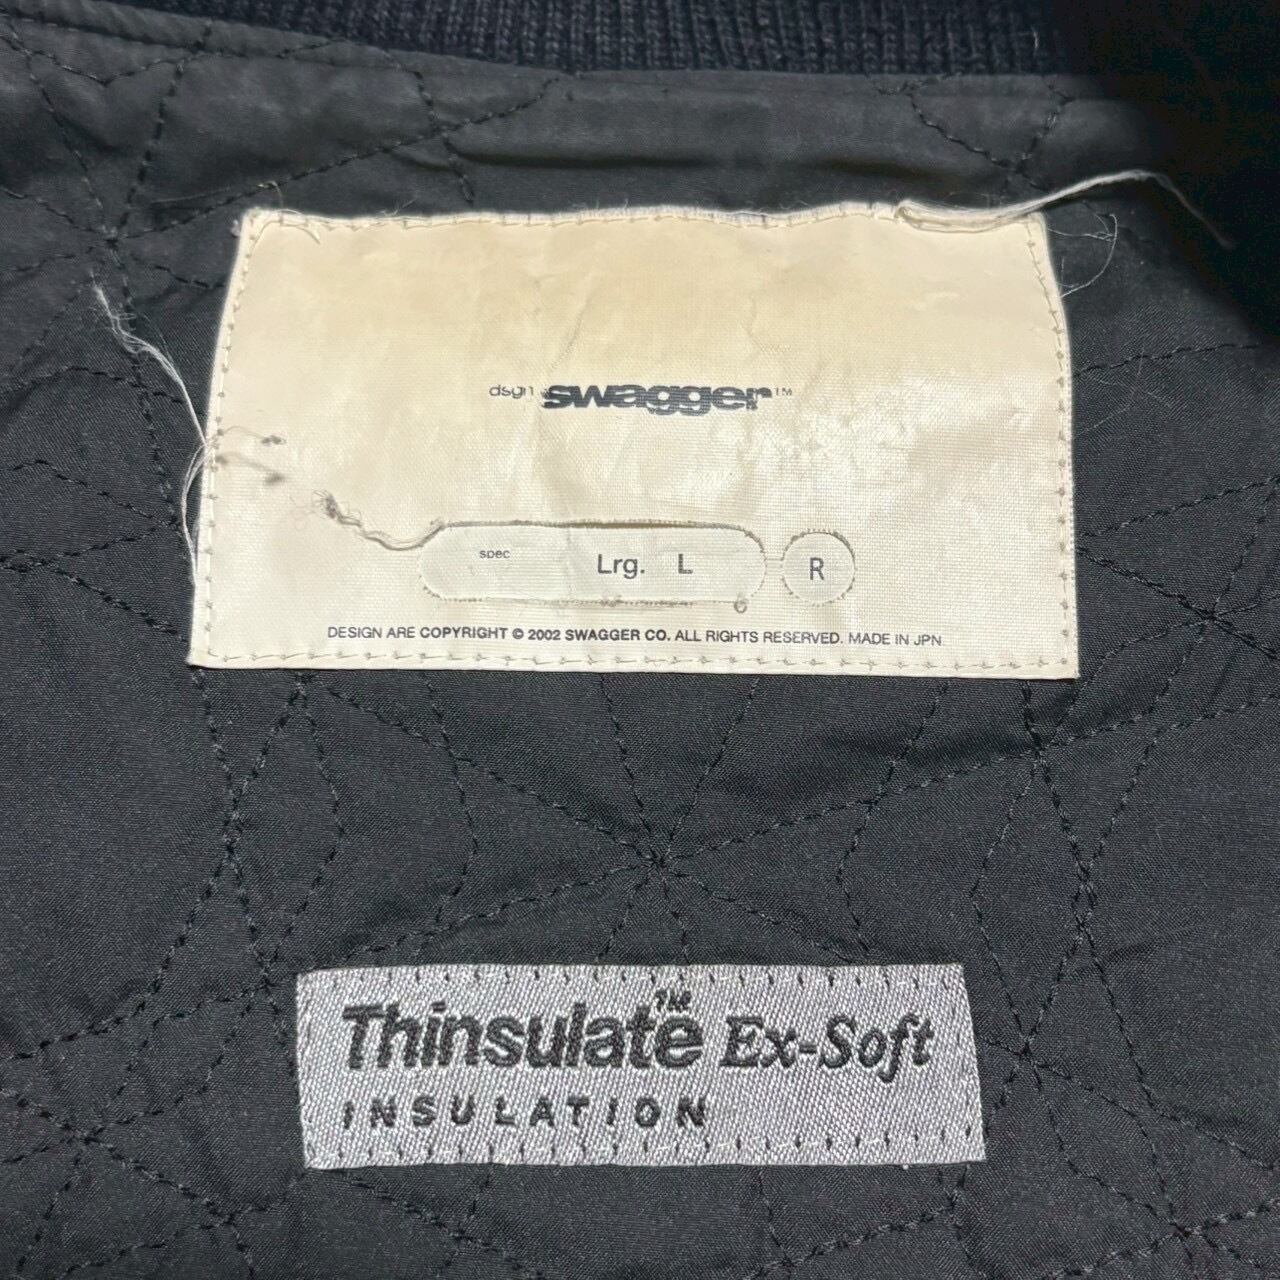 dsgn swagger™
spec Lrg. L R
DESIGN ARE COPYRIGHT © 2002 SWAGGER CO. ALL RIGHTS RESERVED. MADE IN JPN
Thinsulate™ Ex-Soft
INSULATION